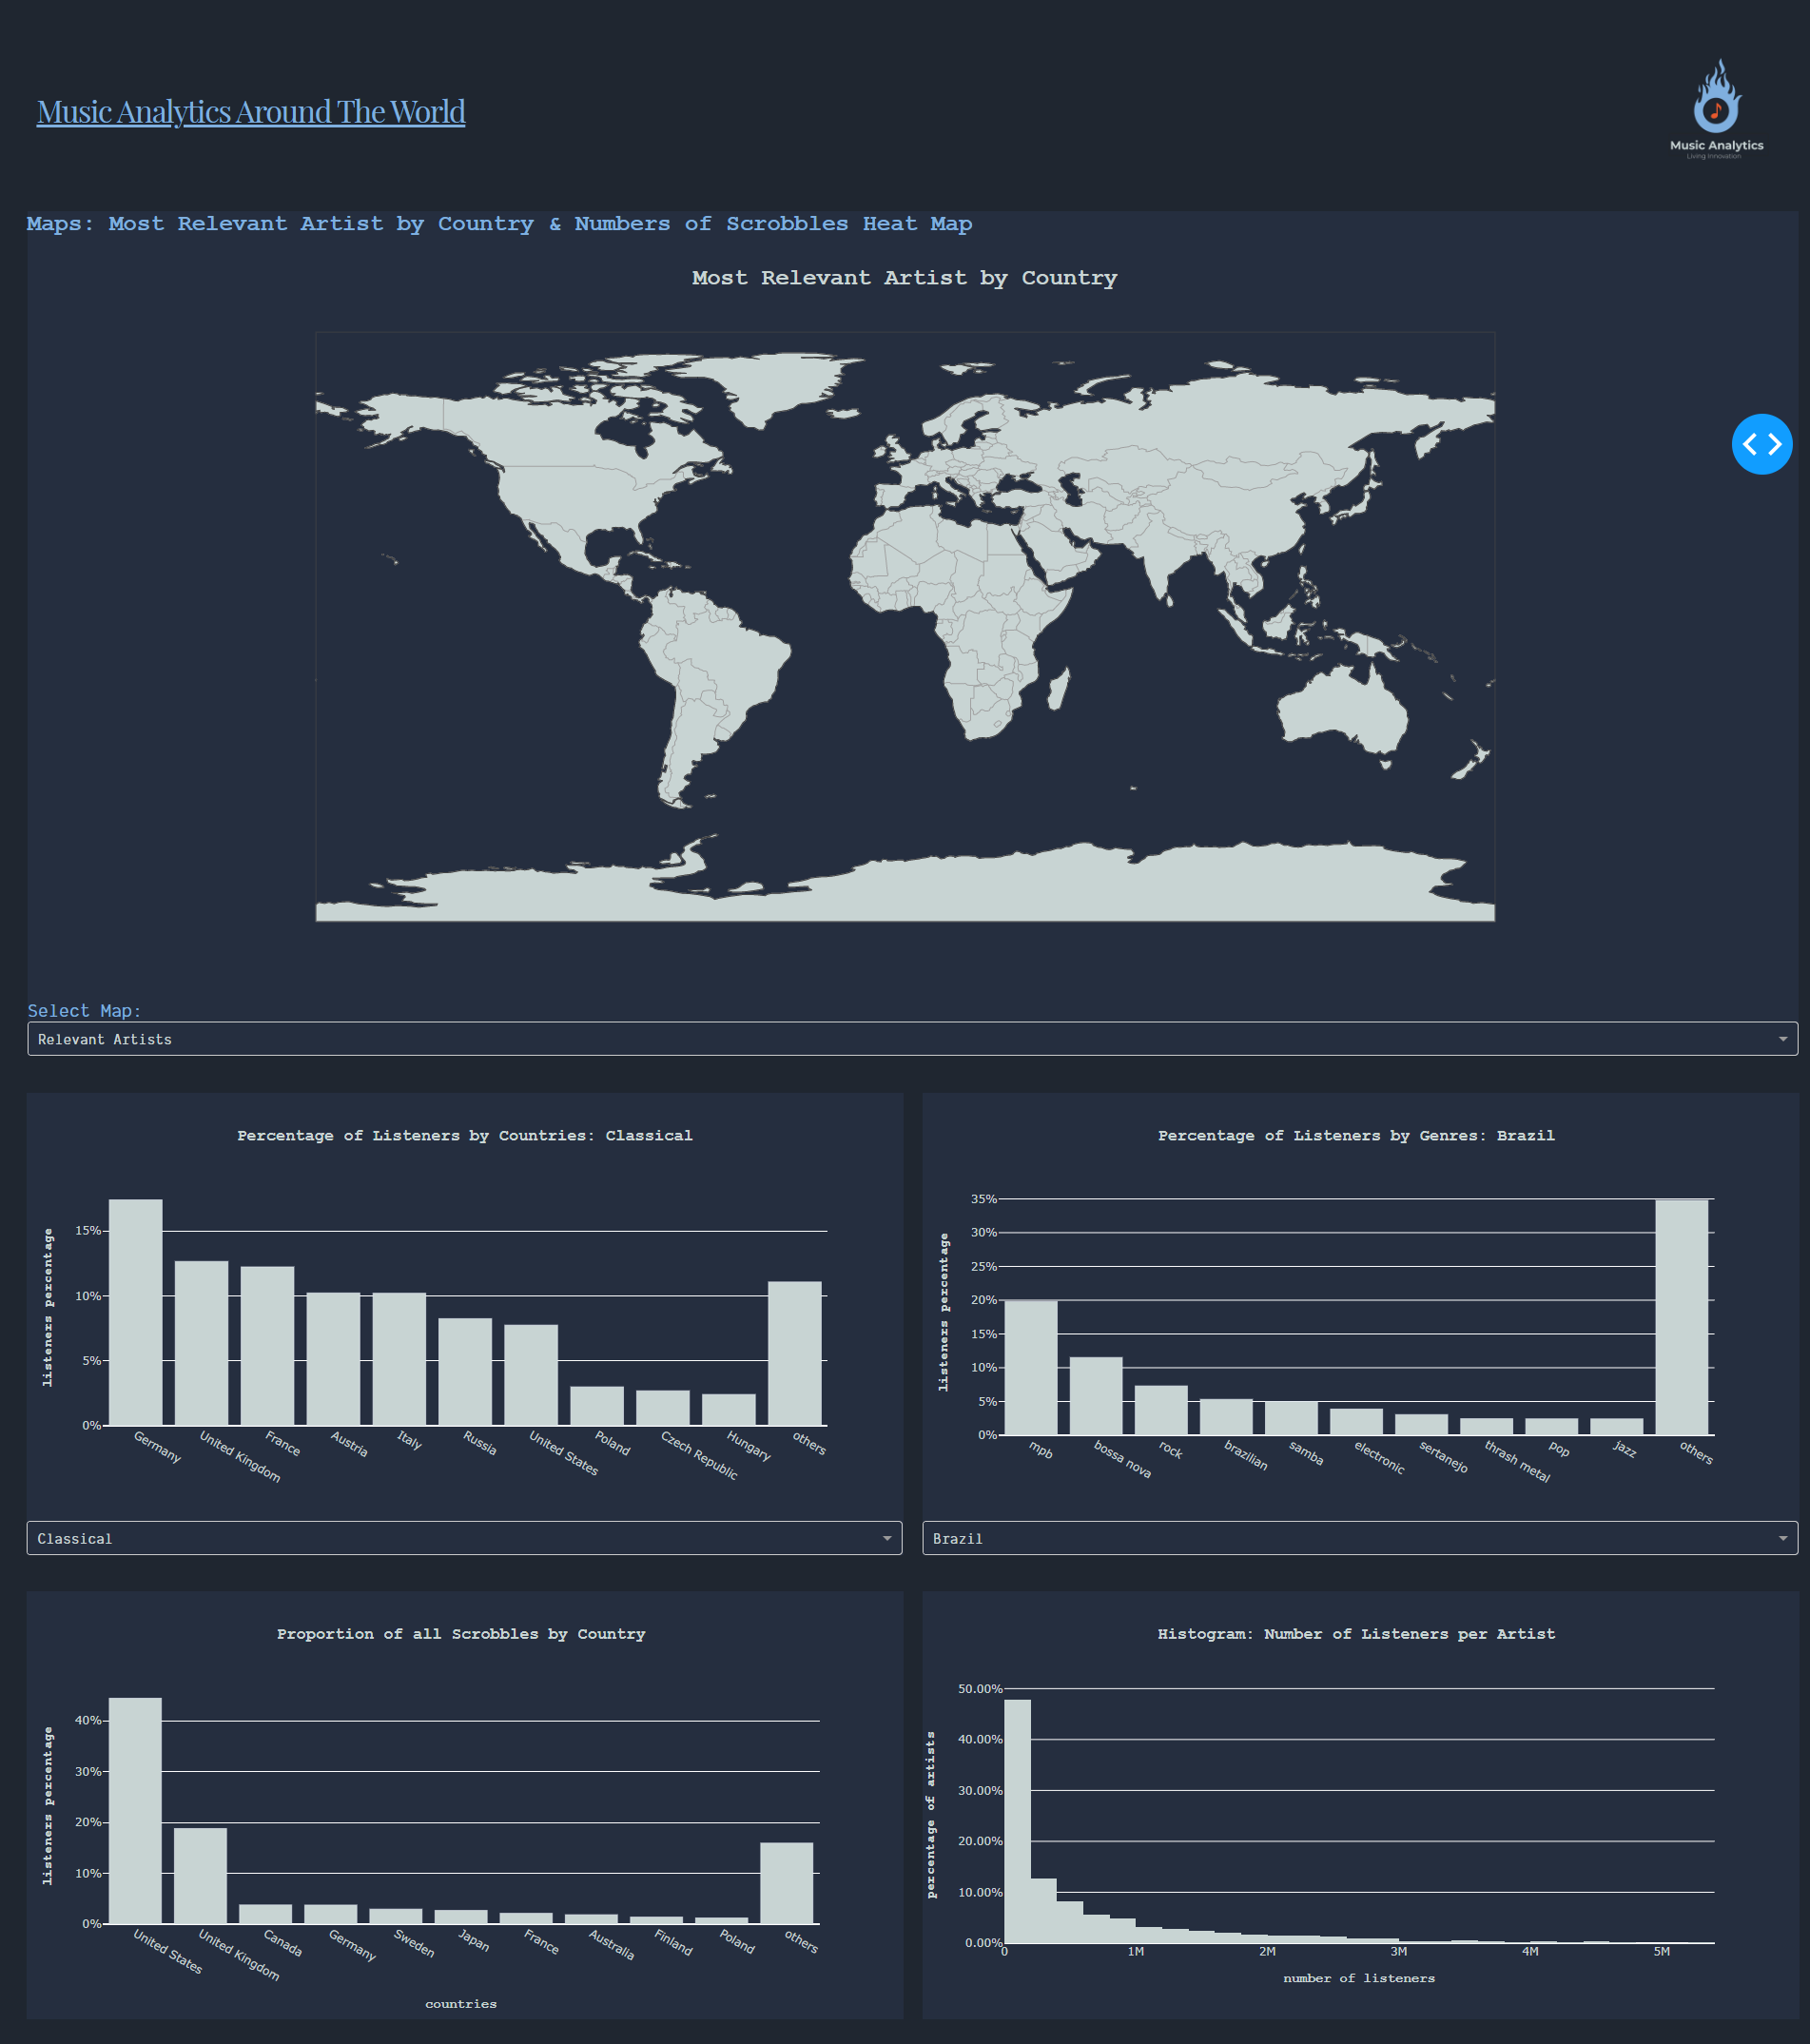 Music Analytics Around The World
Music Analytics
Living Innovation
Maps: Most Relevant Artist by Country & Numbers of Scrobbles Heat Map
Most Relevant Artist by Country
Select Map:
Relevant Artists
Percentage of Listeners by Countries: Classical
listeners percentage
15%
10%
5%
0%
Germany
United Kingdom
France
Austria
Italy
Russia
United States
Poland
Czech Republic
Hungary
others
Classical
Percentage of Listeners by Genres: Brazil
listeners percentage
35%
30%
25%
20%
15%
10%
5%
0%
mpb
bossa nova
rock
brazilian
samba
electronic
sertanejo
thrash metal
pop
jazz
others
Brazil
Proportion of all Scrobbles by Country
listeners percentage
40%
30%
20%
10%
0%
United States
United Kingdom
Canada
Germany
Sweden
Japan
France
Australia
Finland
Poland
others
countries
Histogram: Number of Listeners per Artist
percentage of artists
50.00%
40.00%
30.00%
20.00%
10.00%
0.00%
0
1M
2M
3M
4M
5M
number of listeners